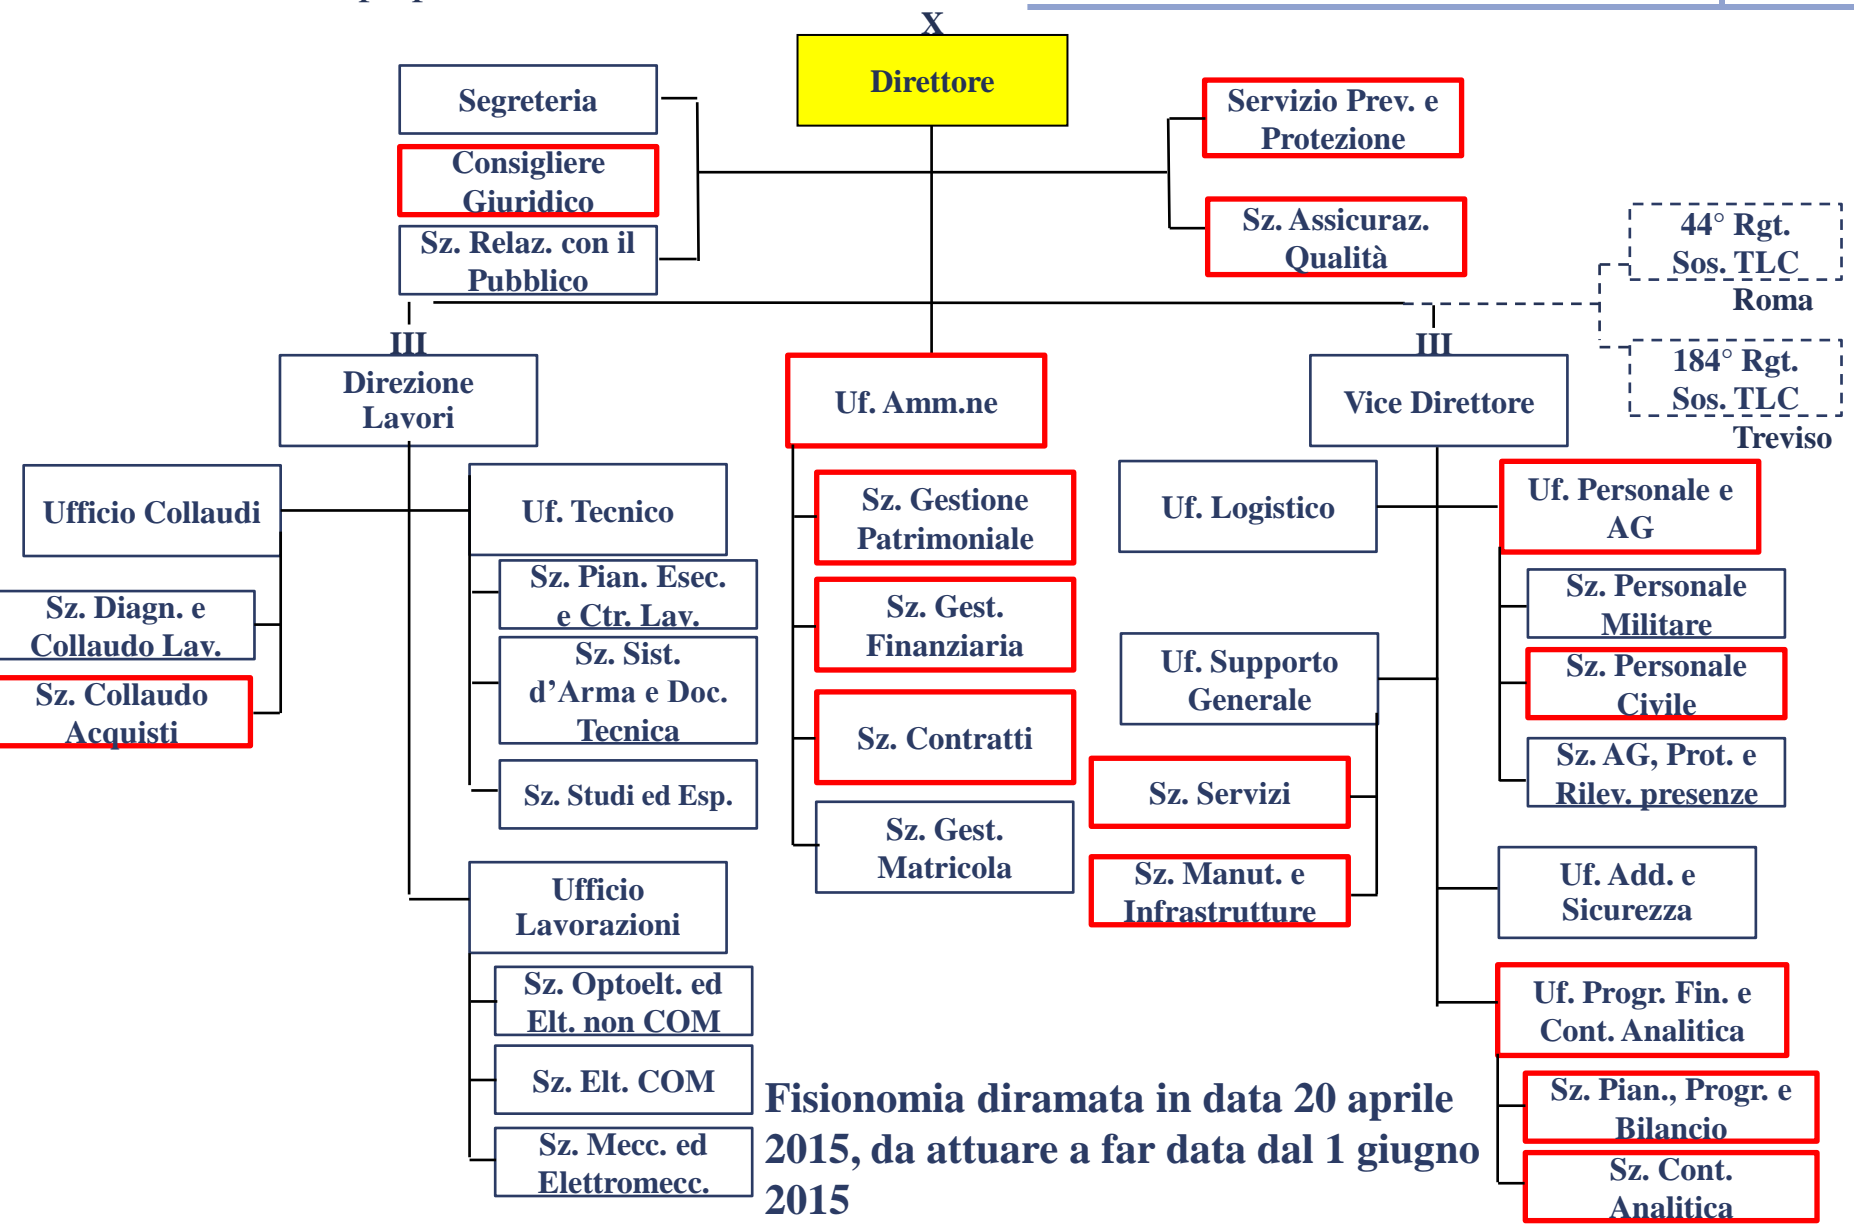 X
Direttore
Segreteria
Consigliere
Giuridico
Sz. Relaz. con il
Pubblico
Servizio Prev. e
Protezione
Sz. Assicuraz.
Qualità
44° Rgt.
Sos. TLC
Roma
184° Rgt.
Sos. TLC
Treviso
III
Direzione
Lavori
Uf. Amm.ne
III
Vice Direttore
Ufficio Collaudi
Sz. Diagn. e
Collaudo Lav.
Sz. Collaudo
Acquisti
Uf. Tecnico
Sz. Pian. Esec.
e Ctr. Lav.
Sz. Sist.
d’Arma e Doc.
Tecnica
Sz. Studi ed Esp.
Ufficio
Lavorazioni
Sz. Optoelt. ed
Elt. non COM
Sz. Elt. COM
Sz. Mecc. ed
Elettromecc.
Sz. Gestione
Patrimoniale
Sz. Gest.
Finanziaria
Sz. Contratti
Sz. Gest.
Matricola
Uf. Logistico
Uf. Supporto
Generale
Sz. Servizi
Sz. Manut. e
Infrastrutture
Uf. Personale e
AG
Sz. Personale
Militare
Sz. Personale
Civile
Sz. AG, Prot. e
Rilev. presenze
Uf. Add. e
Sicurezza
Uf. Progr. Fin. e
Cont. Analitica
Sz. Pian., Progr. e
Bilancio
Sz. Cont.
Analitica
Fisionomia diramata in data 20 aprile
2015, da attuare a far data dal 1 giugno
2015